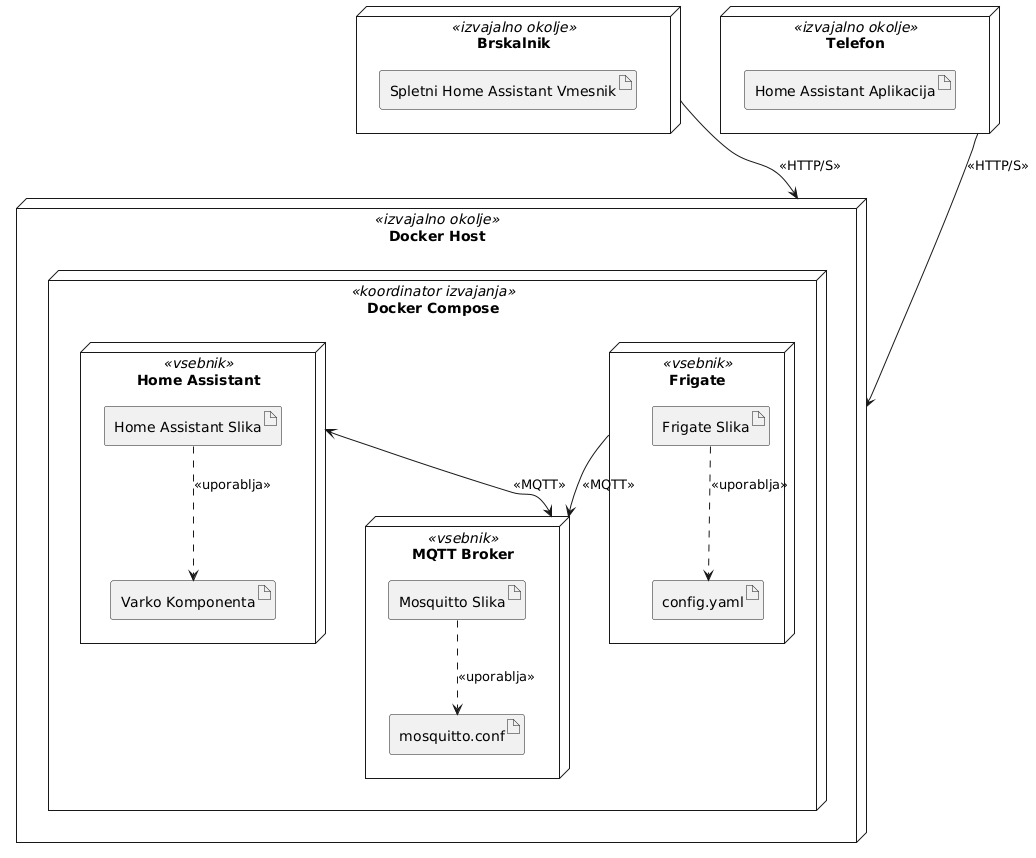 «izvajalno okolje»
Brskalnik
Spletni Home Assistant Vmesnik
«izvajalno okolje»
Telefon
Home Assistant Aplikacija
«HTTP/S»
«HTTP/S»
«izvajalno okolje»
Docker Host
«koordinator izvajanja»
Docker Compose
«vsebnik»
Home Assistant
Home Assistant Slika
«uporablja»
Varko Komponenta
«MQTT»
«MQTT»
«vsebnik»
MQTT Broker
Mosquitto Slika
«uporablja»
mosquitto.conf
«vsebnik»
Frigate
Frigate Slika
«uporablja»
config.yaml